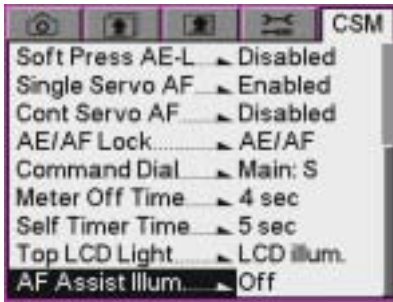 CSM
Soft Press AE-L........ Disabled
Single Servo AF...... Enabled
Cont Servo AF........ Disabled
AE/AF Lock............ AE/AF
Command Dial....... Main: S
Meter Off Time....... 4 sec
Self Timer Time...... 5 sec
Top LCD Light........ LCD illum.
AF Assist Illum........ Off